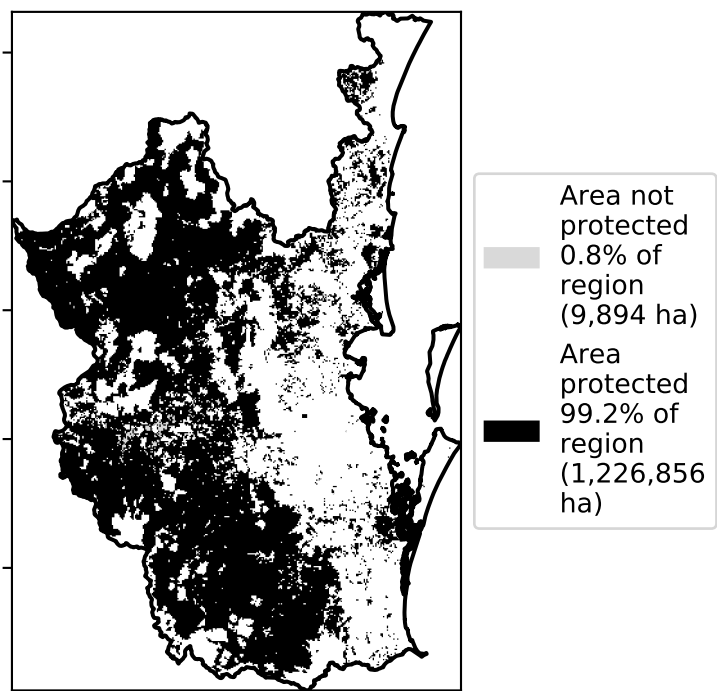 Area not
protected
0.8% of
region
(9,894 ha)
Area
protected
99.2% of
region
(1,226,856
ha)